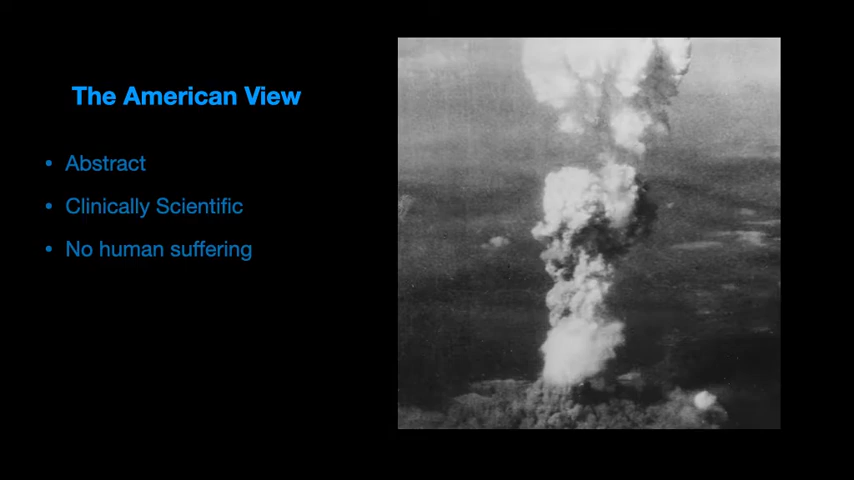 The American View
• Abstract
• Clinically Scientific
• No human suffering